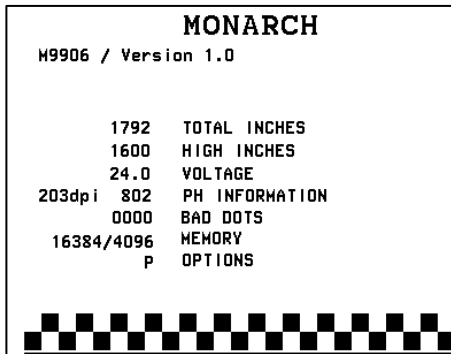 MONARCH
M9906 / Version 1.0
1792 TOTAL INCHES
1600 HIGH INCHES
24.0 VOLTAGE
203dpi 802 PH INFORMATION
0000 BAD DOTS
16384/4096 MEMORY
P OPTIONS